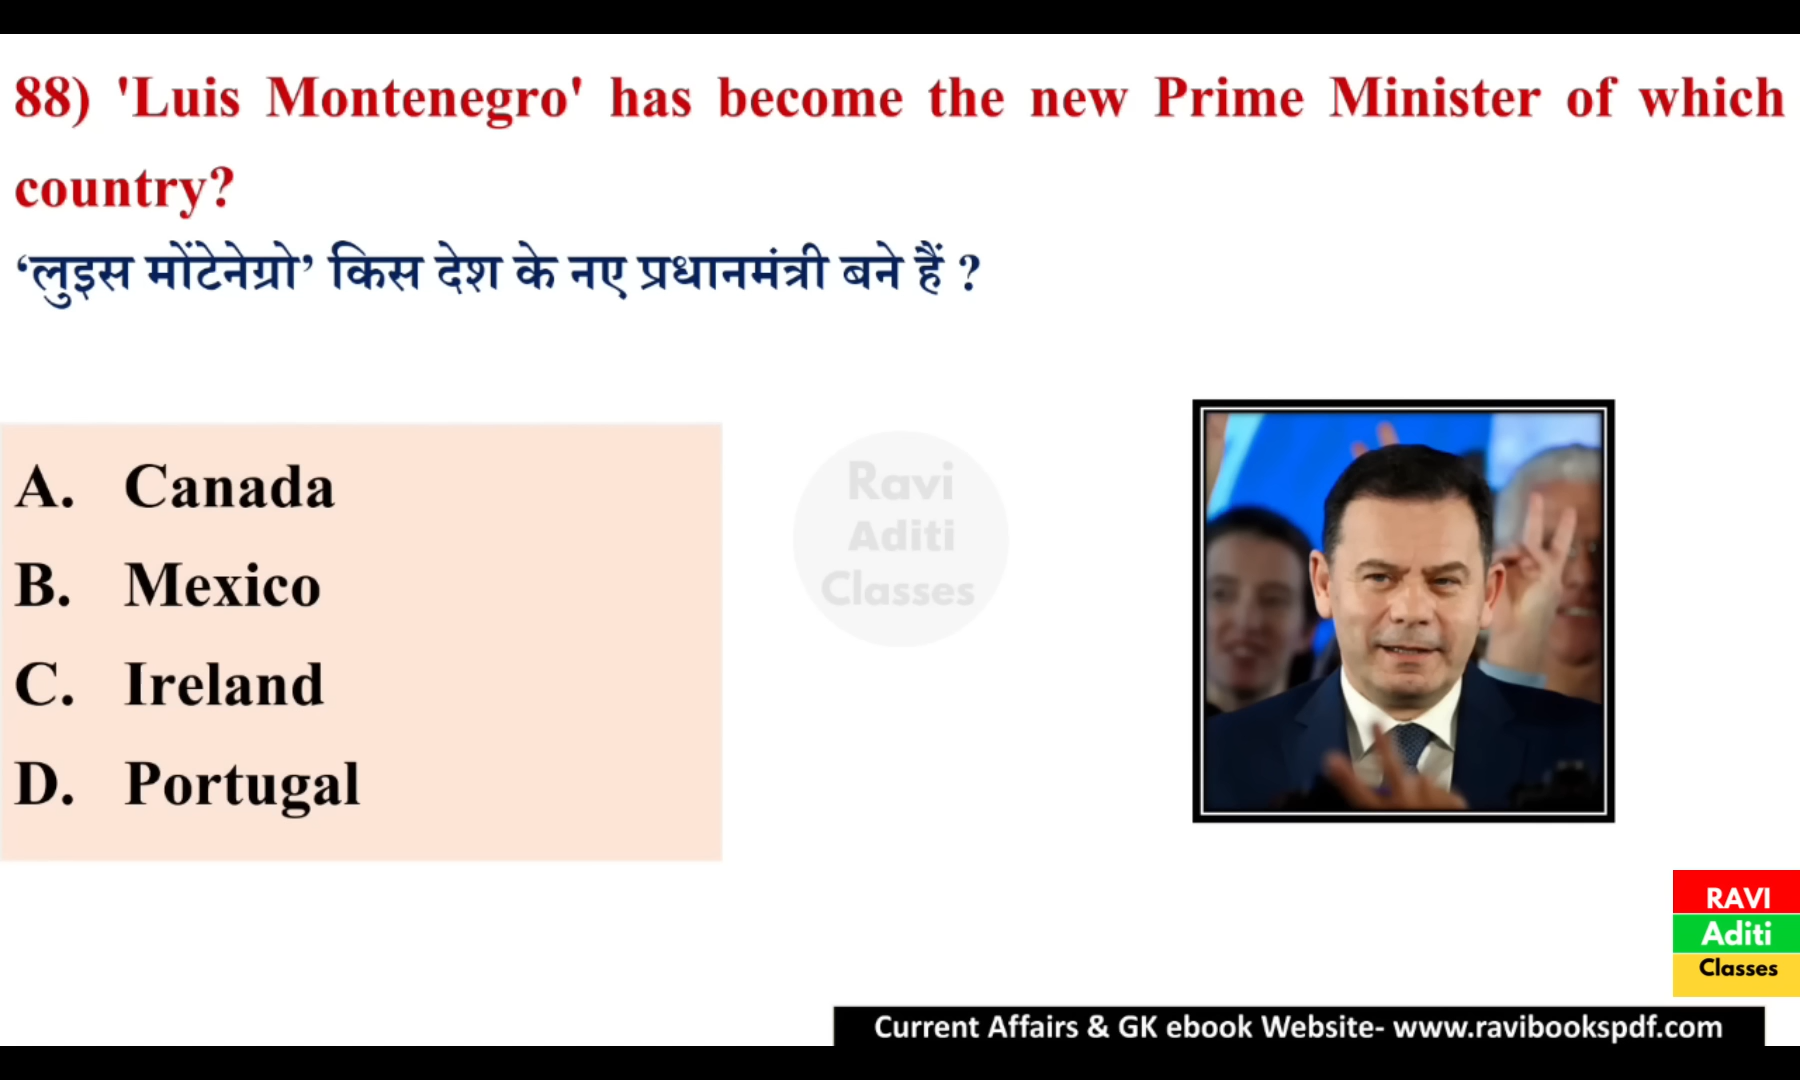 88) 'Luis Montenegro' has become the new Prime Minister of which
country?
‘लुइस मोंटेनेग्रो’ किस देश के नए प्रधानमंत्री बने हैं ?
A. Canada
B. Mexico
C. Ireland
D. Portugal
Ravi
Aditi
Classes
RAVI
Aditi
Classes
Current Affairs & GK ebook Website- www.ravibookspdf.com